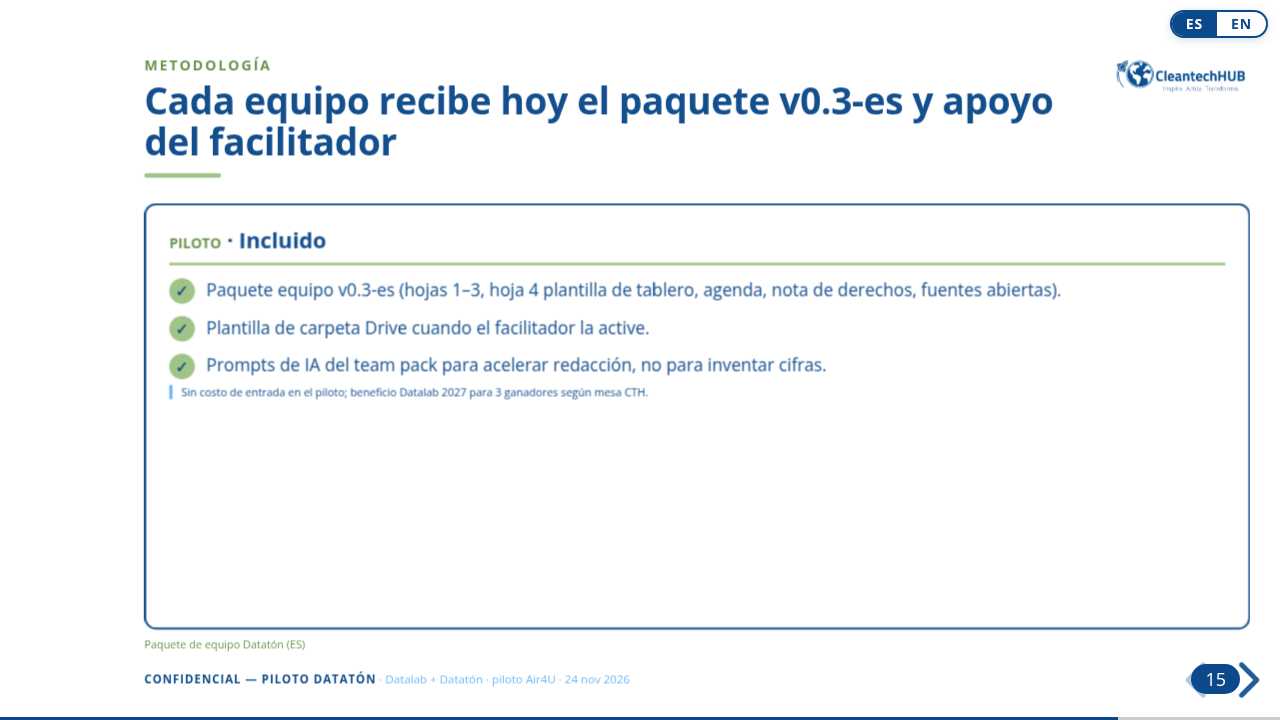 ES EN
METODOLOGÍA
CleantechHUB
Inspire. Actúa. Transforma.
Cada equipo recibe hoy el paquete v0.3-es y apoyo
del facilitador
PILOTO · Incluido
✓ Paquete equipo v0.3-es (hojas 1–3, hoja 4 plantilla de tablero, agenda, nota de derechos, fuentes abiertas).
✓ Plantilla de carpeta Drive cuando el facilitador la active.
✓ Prompts de IA del team pack para acelerar redacción, no para inventar cifras.
Sin costo de entrada en el piloto; beneficio Datalab 2027 para 3 ganadores según mesa CTH.
Paquete de equipo Datatón (ES)
CONFIDENCIAL — PILOTO DATATÓN · Datalab + Datatón · piloto Air4U · 24 nov 2026
15